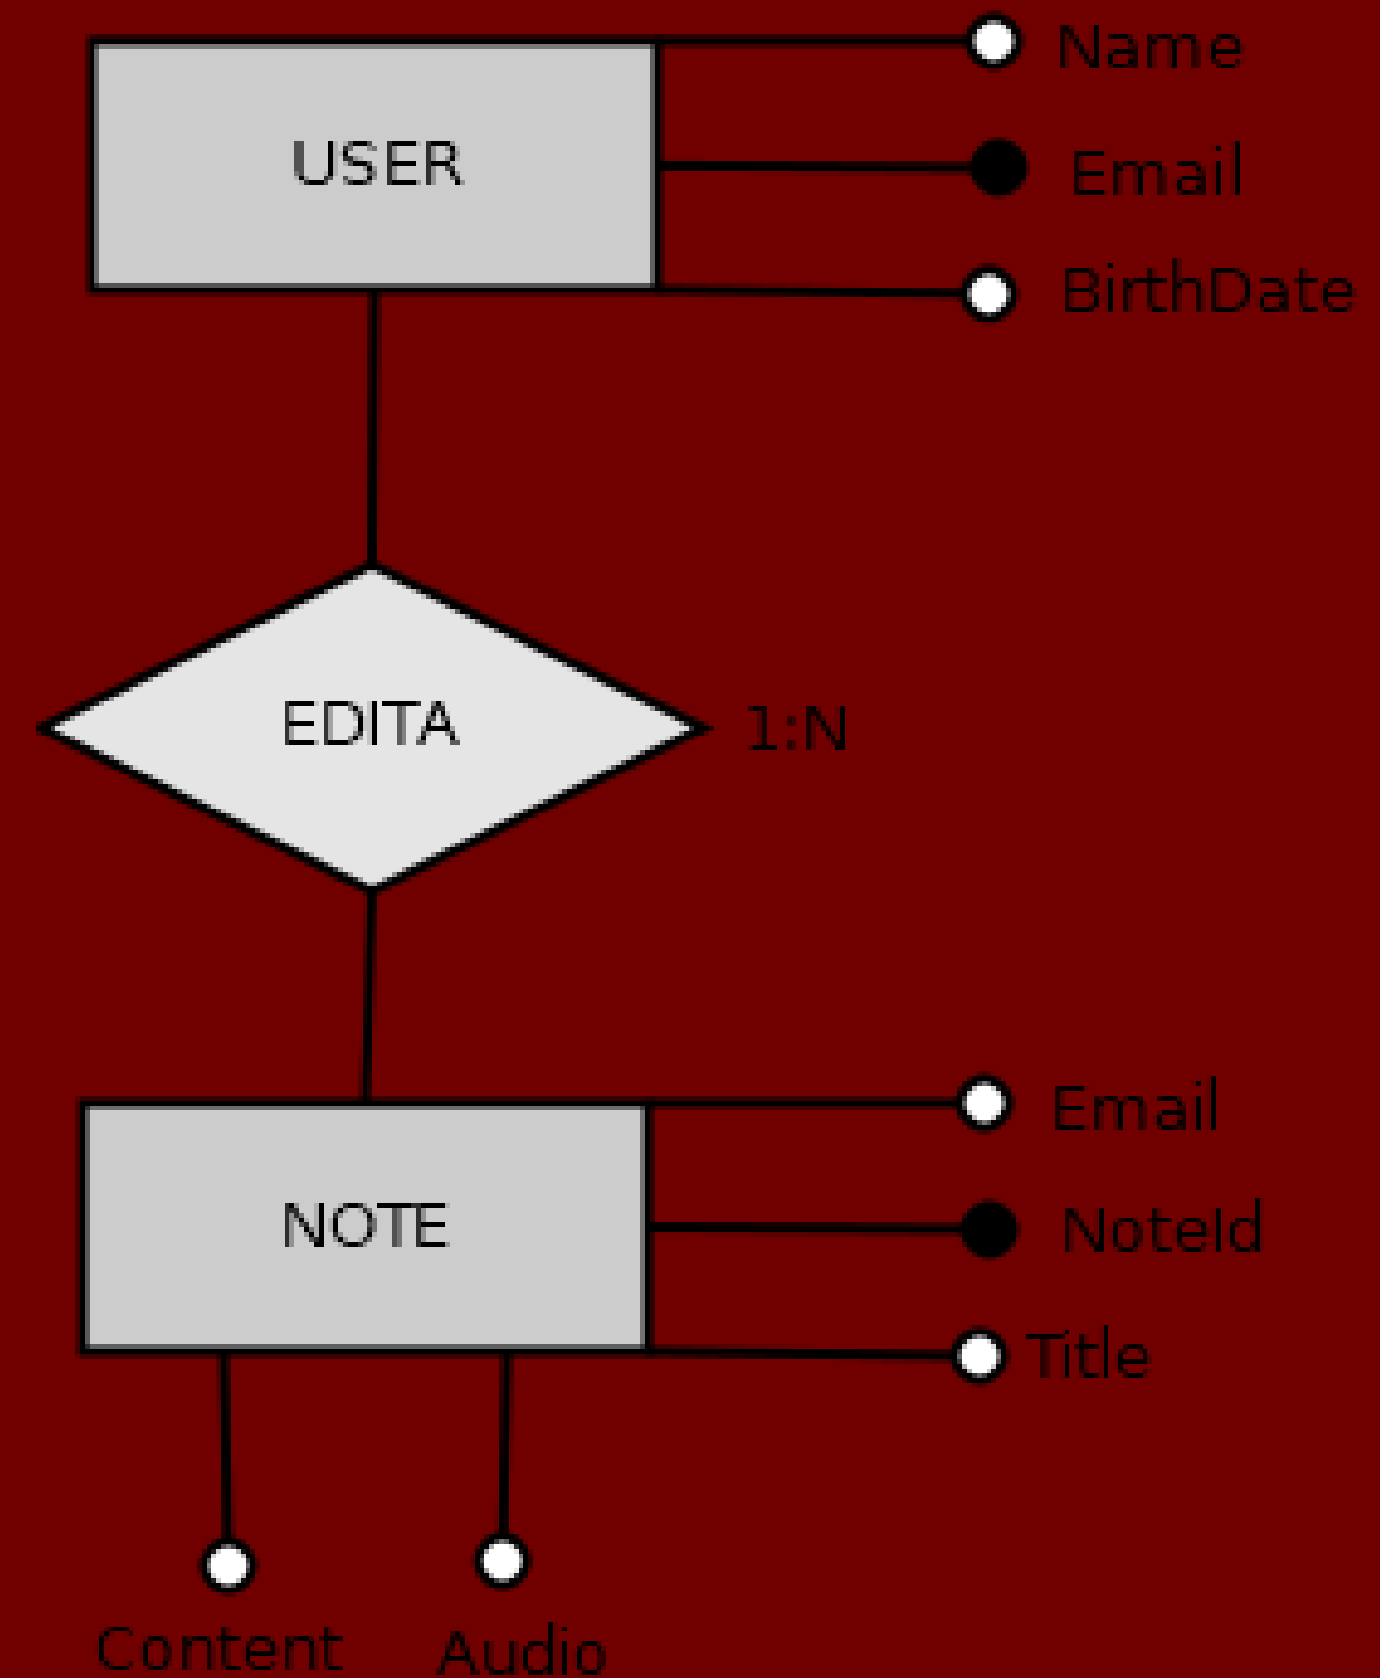 Name
USER
Email
BirthDate
EDITA
1:N
Email
NOTE
NoteId
Title
Content
Audio